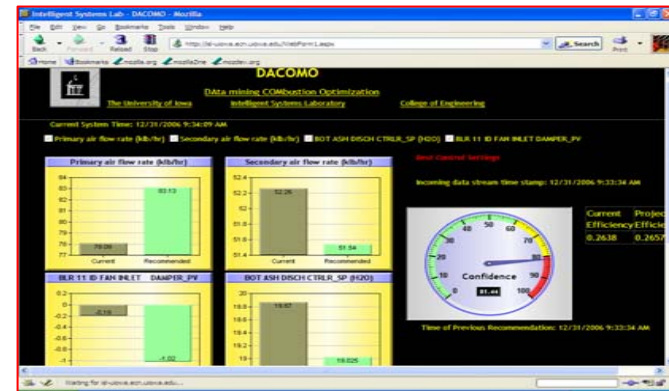 Intelligent Systems Lab - DACOMO - Mozilla
File Edit View Go Bookmarks Tools Window Help
Back Forward Reload Stop Search Print
Home Bookmarks mozilla.org mozillaZine mozdev.org
DACOMO
DAta mining COMbustion Optimization
The University of Iowa Intelligent Systems Laboratory College of Engineering
Current System Time: 12/31/2006 9:34:09 AM
Primary air flow rate (klb/hr) Secondary air flow rate (klb/hr) BOT ASH DISCH CTRLR_SP (H2O) BLR 11 ID FAN INLET DAMPER_PV
Best Control Settings
Incoming data stream time stamp: 12/31/2006 9:33:34 AM
Primary air flow rate (klb/hr)
84
83
82
81
80
79
78
77
78.09
83.13
Current Recommended
Secondary air flow rate (klb/hr)
52.4
52.2
52
51.8
51.6
51.4
52.26
51.54
Current Recommended
BLR 11 ID FAN INLET DAMPER_PV
0.2
0
-0.2
-0.4
-0.6
-0.8
-1
-1.02
BOT ASH DISCH CTRLR_SP (H2O)
20
19.8
19.6
19.4
19.2
19
19.025
0 10 20 30 40 50 60 70 80 90 100
Confidence
81.44
Current Projec
Efficiency Efficie
0.2638 0.2657
Time of Previous Recommendation: 12/31/2006 9:33:34 AM